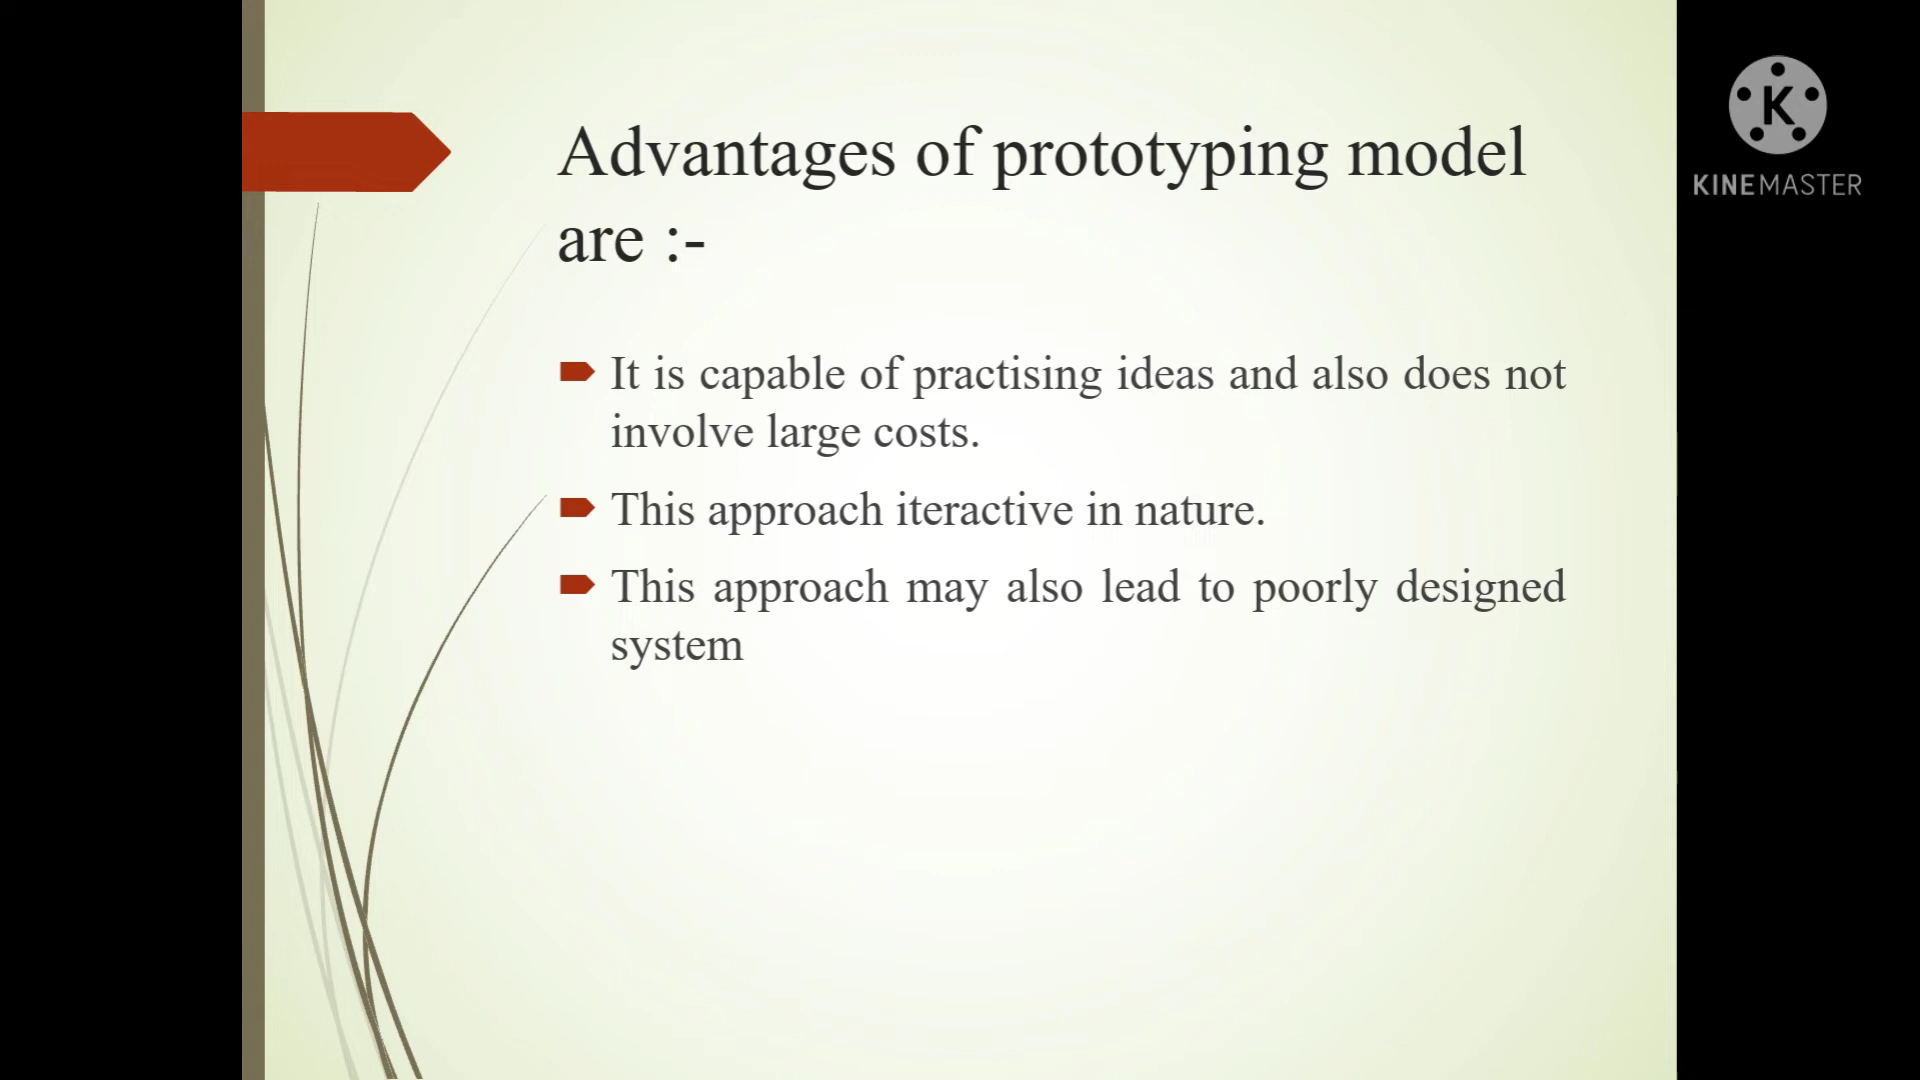 Advantages of prototyping model
are :-
It is capable of practising ideas and also does not
involve large costs.
This approach iteractive in nature.
This approach may also lead to poorly designed
system
K
KINEMASTER